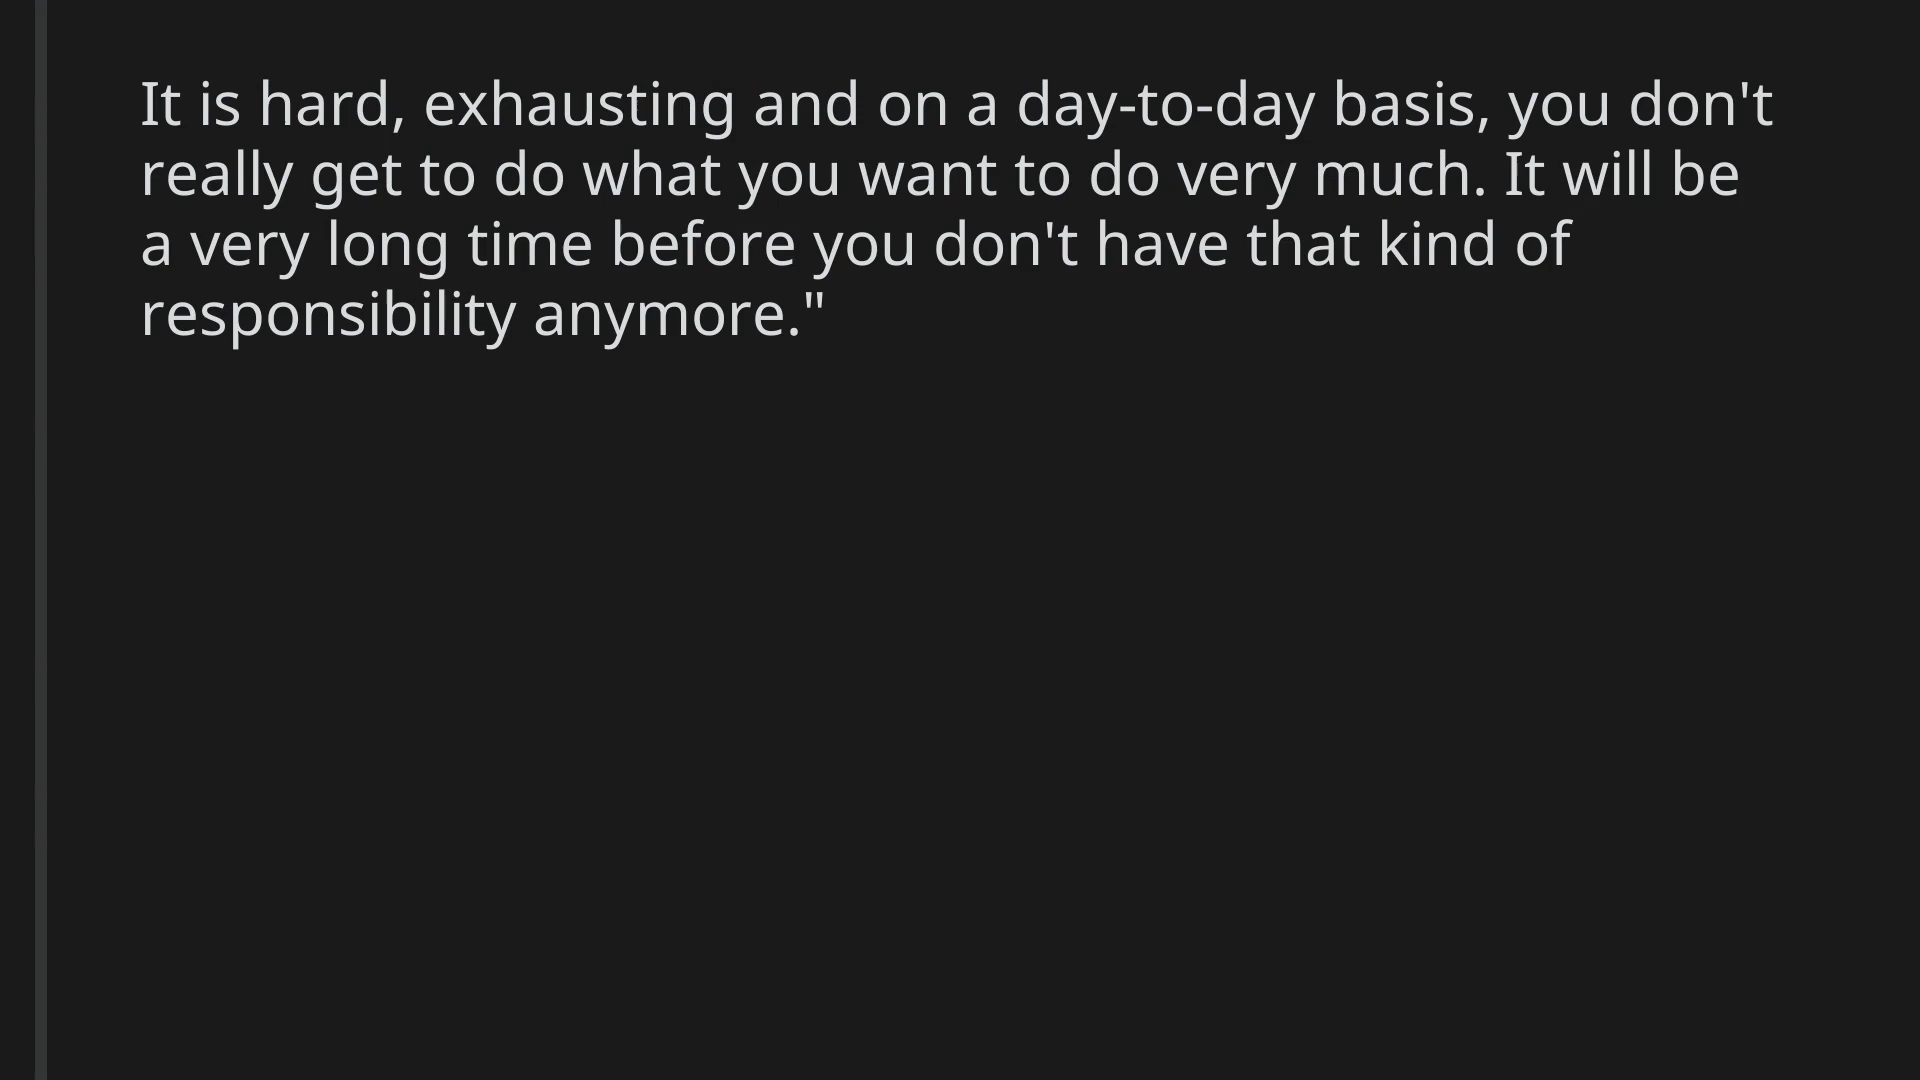 It is hard, exhausting and on a day-to-day basis, you don't
really get to do what you want to do very much. It will be
a very long time before you don't have that kind of
responsibility anymore."